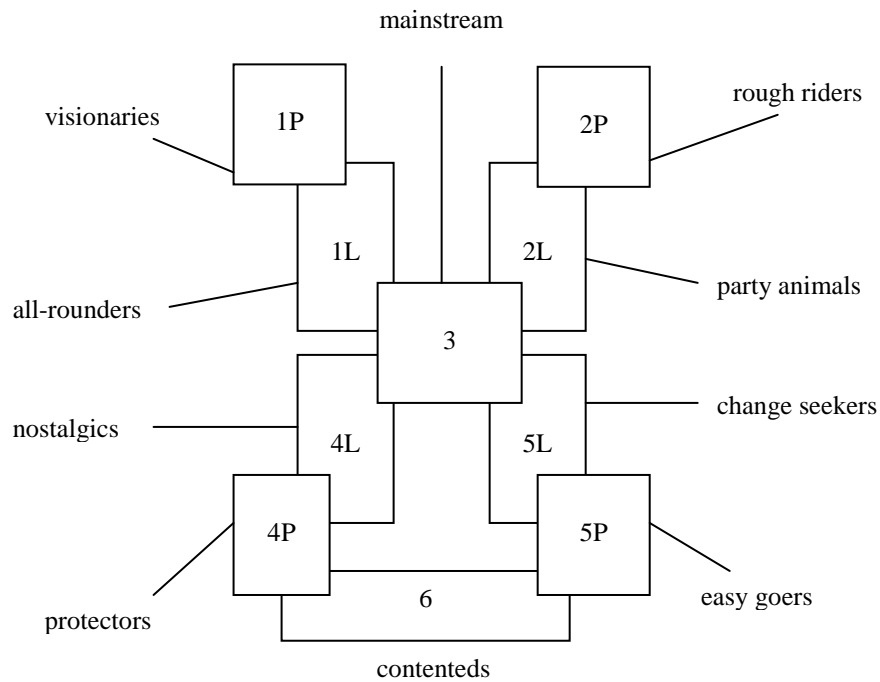 mainstream
rough riders
visionaries
1P
2P
1L
2L
party animals
all-rounders
3
change seekers
nostalgics
4L
5L
4P
5P
6
easy goers
protectors
contenteds